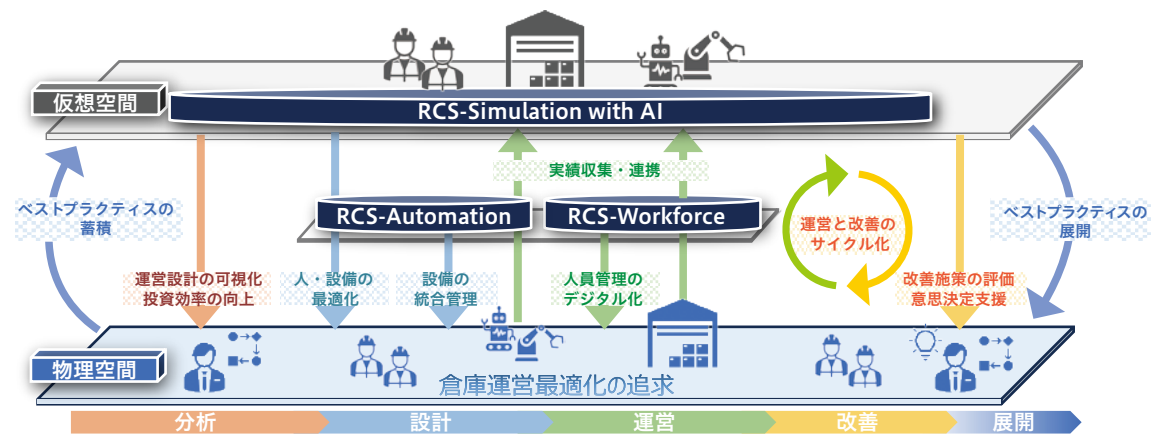 仮想空間
RCS-Simulation with AI
実績収集・連携
ベストプラクティスの
蓄積
RCS-Automation
RCS-Workforce
運営と改善の
サイクル化
ベストプラクティスの
展開
運営設計の可視化
投資効率の向上
人・設備の
最適化
設備の
統合管理
人員管理の
デジタル化
改善施策の評価
意思決定支援
物理空間
倉庫運営最適化の追求
分析
設計
運営
改善
展開